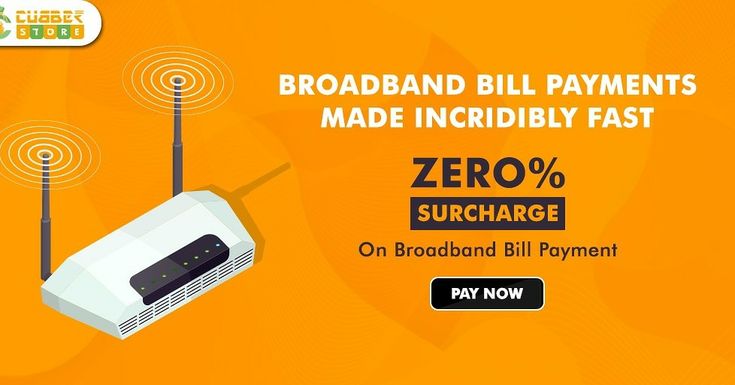 CUBBER
STORE
BROADBAND BILL PAYMENTS
MADE INCRIDIBLY FAST
ZERO%
SURCHARGE
On Broadband Bill Payment
PAY NOW